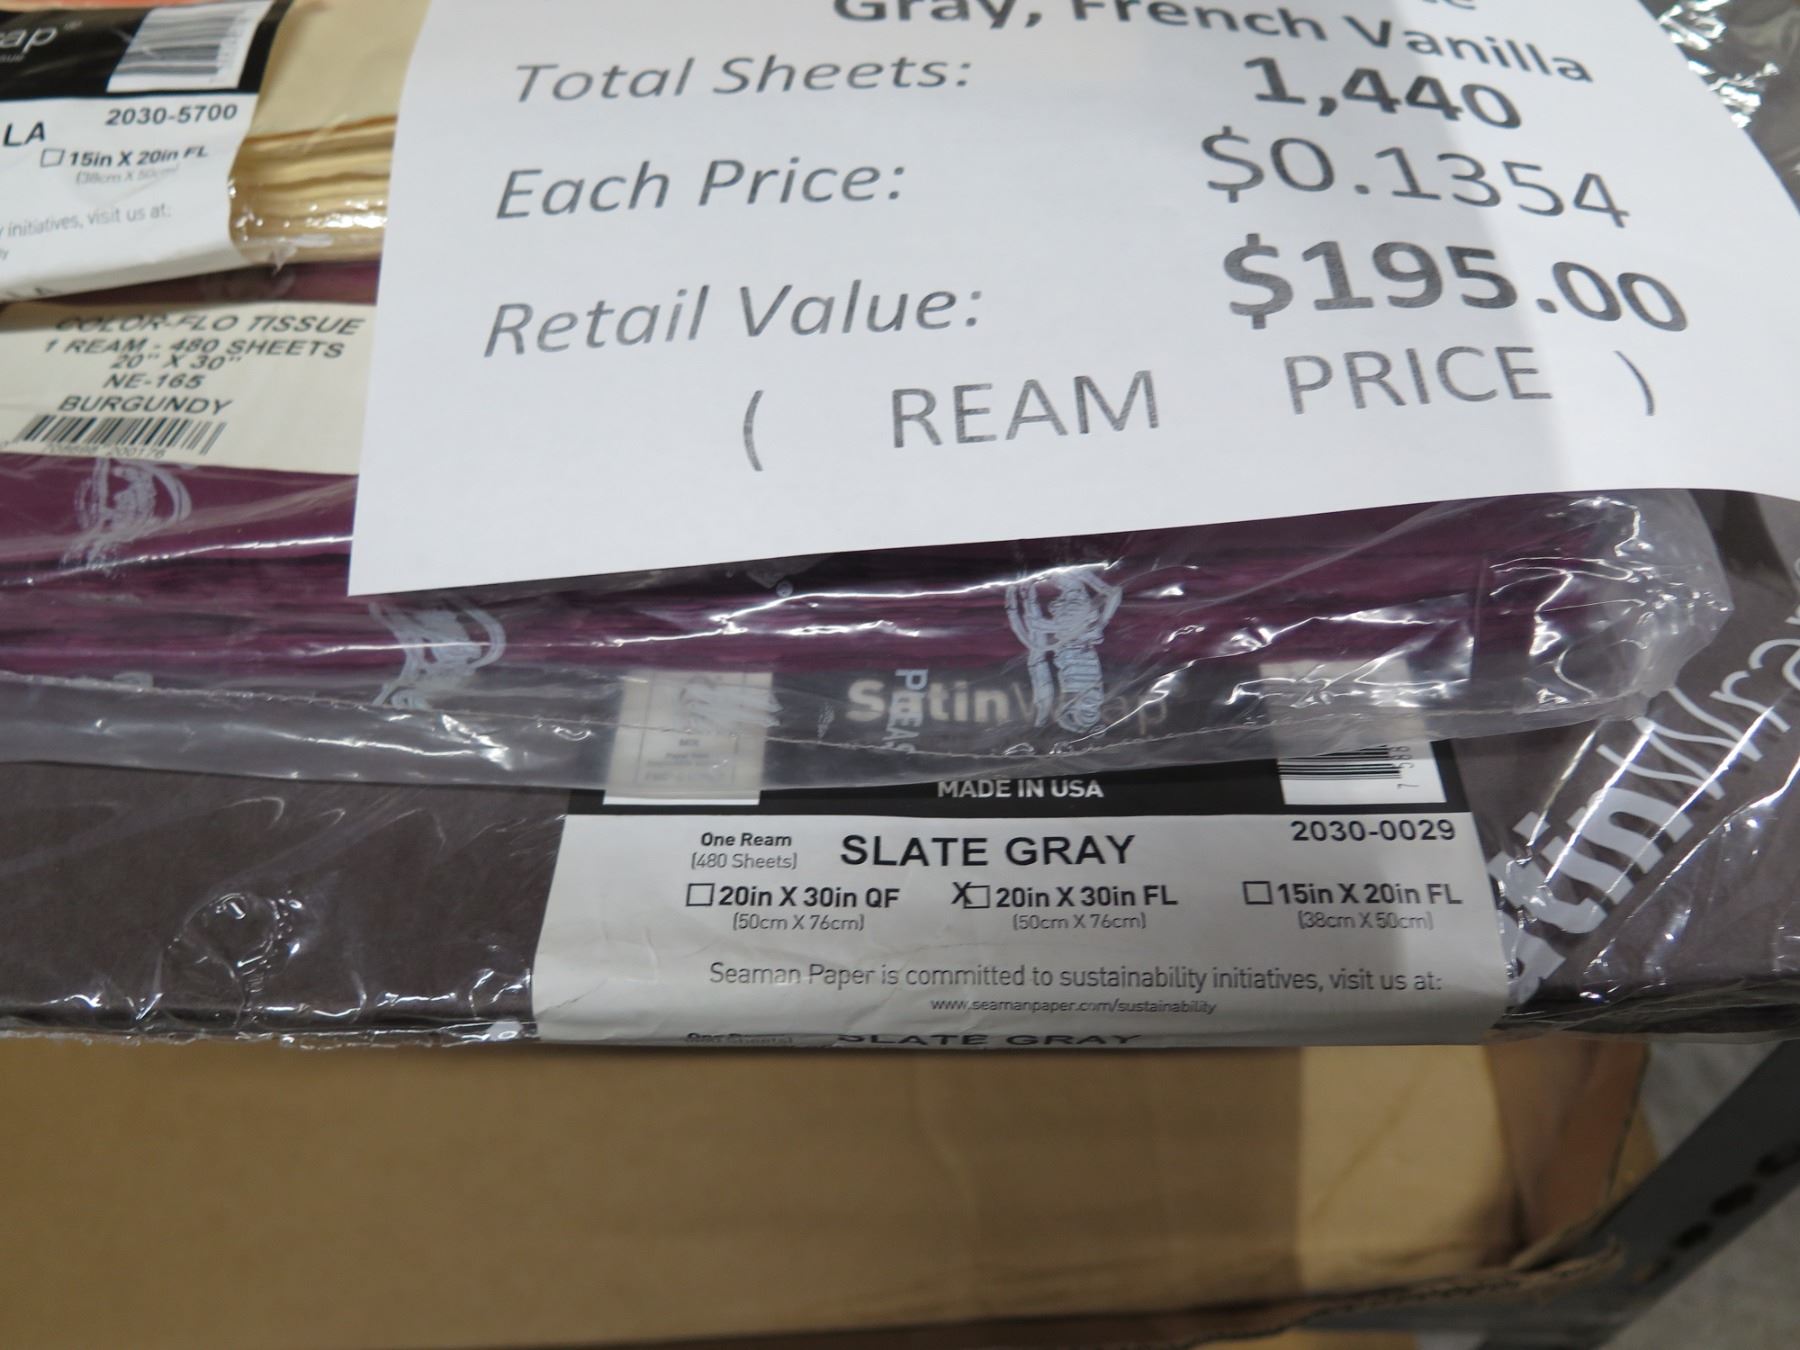 Gray, French Vanilla
Total Sheets: 1,440
Each Price: $0.1354
Retail Value: $195.00
( REAM PRICE )
2030-5700
LA
15in X 20in FL
(38cm X 50cm)
initiatives, visit us at:
COLOR-FLO TISSUE
1 REAM - 480 SHEETS
20" X 30"
NE-165
BURGUNDY
SatinWrap
MADE IN USA
One Ream
(480 Sheets)
SLATE GRAY
2030-0029
20in X 30in QF
(50cm X 76cm)
X 20in X 30in FL
(50cm X 76cm)
15in X 20in FL
(38cm X 50cm)
Seaman Paper is committed to sustainability initiatives, visit us at:
www.seamanpaper.com/sustainability
One Ream SLATE GRAY